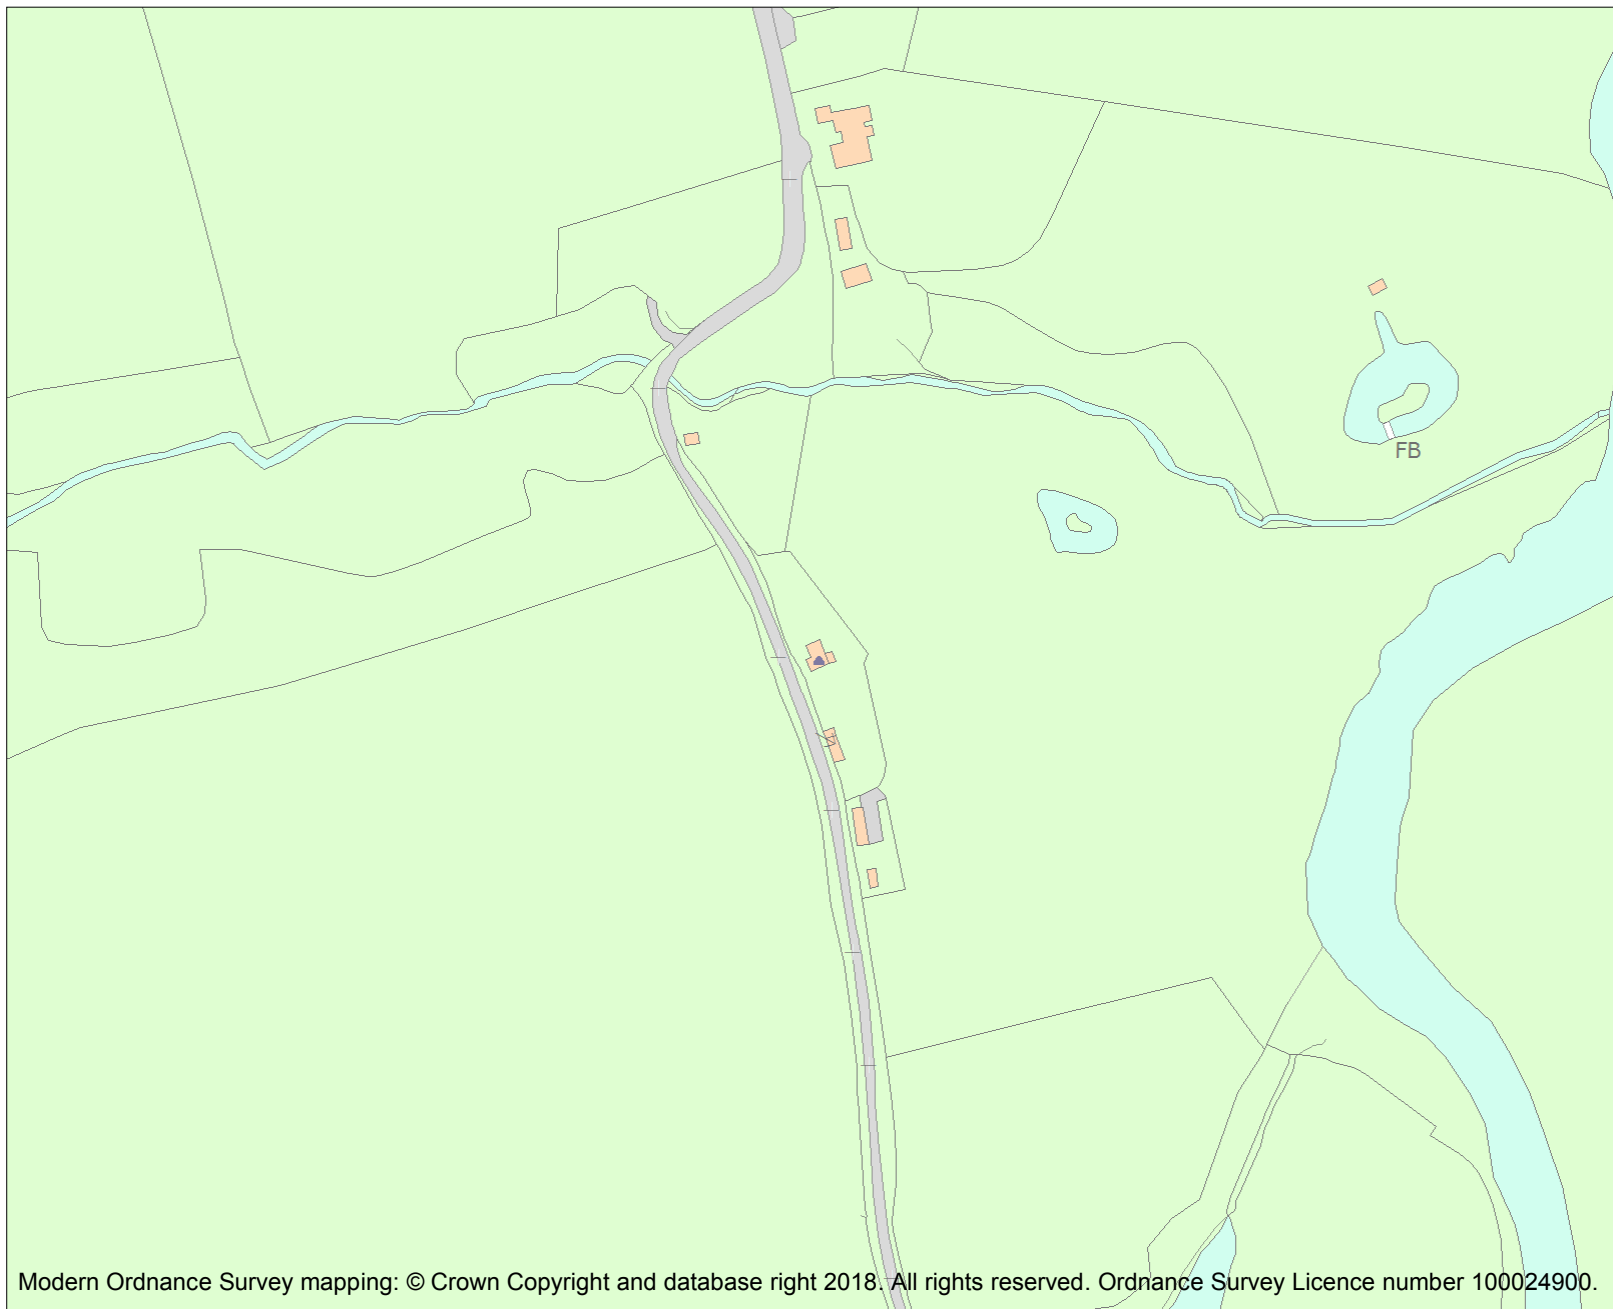 FB
Modern Ordnance Survey mapping: © Crown Copyright and database right 2018. All rights reserved. Ordnance Survey Licence number 100024900.